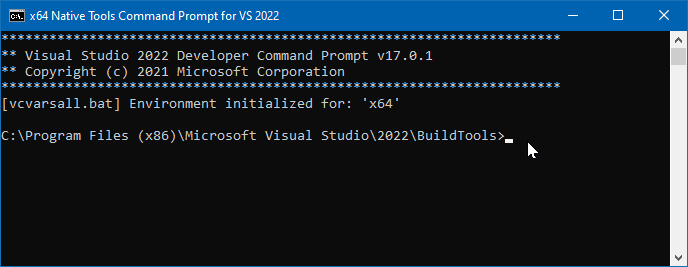 x64 Native Tools Command Prompt for VS 2022
**********************************************************************
** Visual Studio 2022 Developer Command Prompt v17.0.1
** Copyright (c) 2021 Microsoft Corporation
**********************************************************************
[vcvarsall.bat] Environment initialized for: 'x64'
C:\Program Files (x86)\Microsoft Visual Studio\2022\BuildTools>